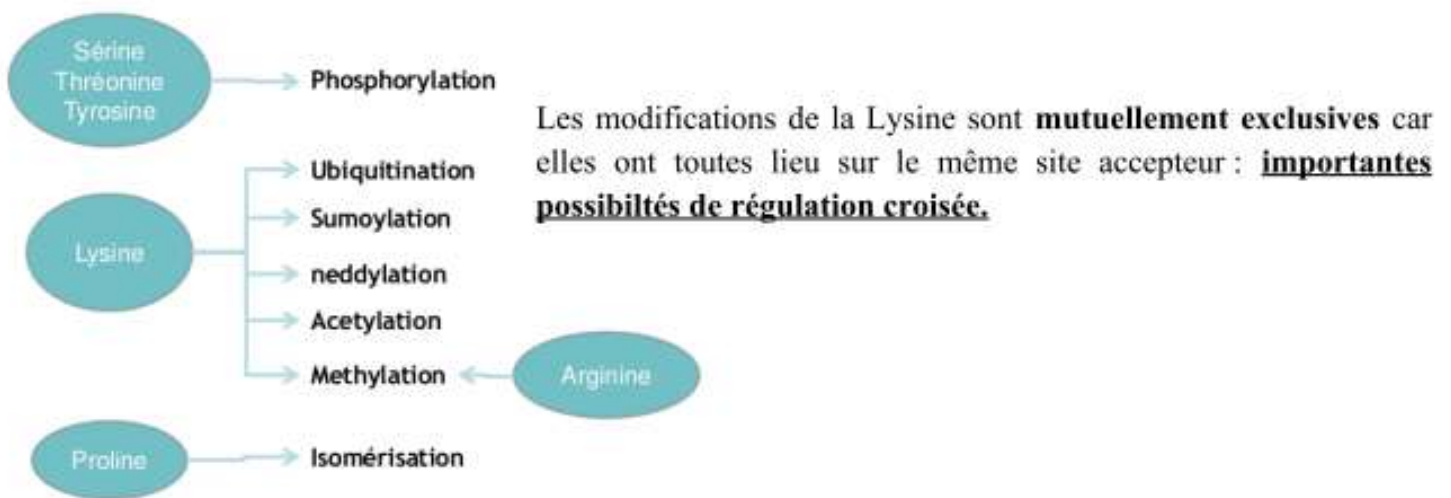 Sérine
Thréonine
Tyrosine
Phosphorylation
Les modifications de la Lysine sont mutuellement exclusives car
elles ont toutes lieu sur le même site accepteur : importantes
possibiltés de régulation croisée.
Lysine
Ubiquitination
Sumoylation
neddylation
Acetylation
Methylation
Arginine
Proline
Isomérisation